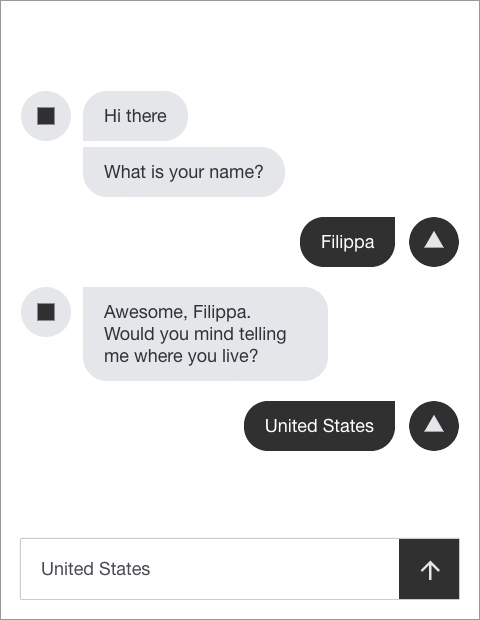 Hi there
What is your name?
Filippa
Awesome, Filippa.
Would you mind telling
me where you live?
United States
United States